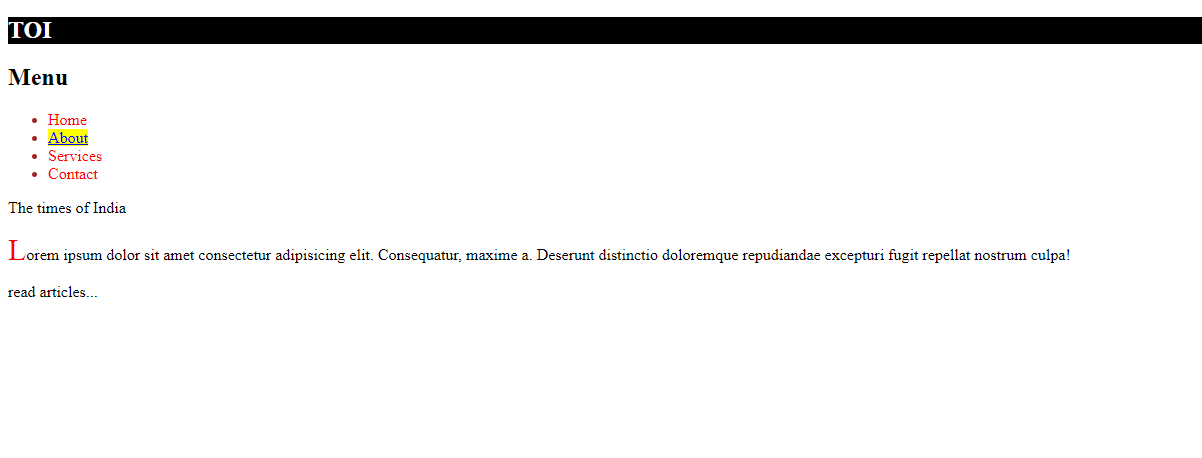 TOI
Menu
Home
About
Services
Contact
The times of India
Lorem ipsum dolor sit amet consectetur adipisicing elit. Consequatur, maxime a. Deserunt distinctio doloremque repudiandae excepturi fugit repellat nostrum culpa!
read articles...